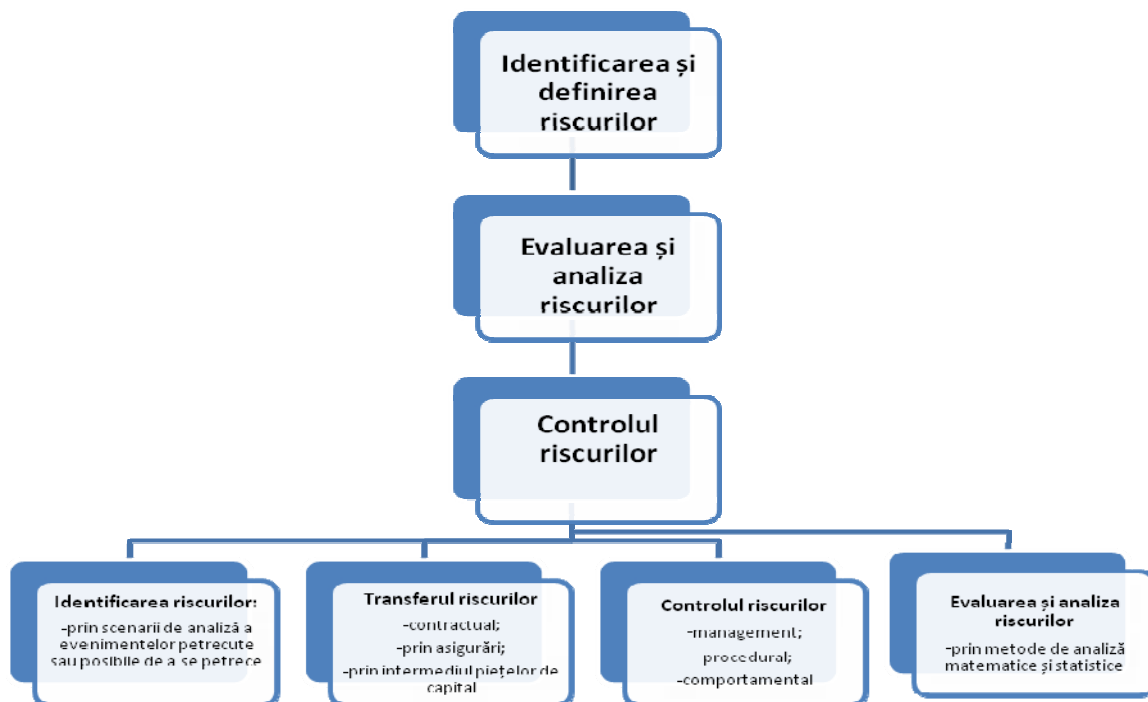 Identificarea și
definirea
riscurilor
Evaluarea și
analiza
riscurilor
Controlul
riscurilor
Identificarea riscurilor:
-prin scenarii de analiză a
evenimentelor petrecute
sau posibile de a se petrece
Transferul riscurilor
-contractual;
-prin asigurări;
-prin intermediul piețelor de
capital
Controlul riscurilor
-management;
-procedural;
-comportamental
Evaluarea și analiza
riscurilor
-prin metode de analiză
matematice și statistice